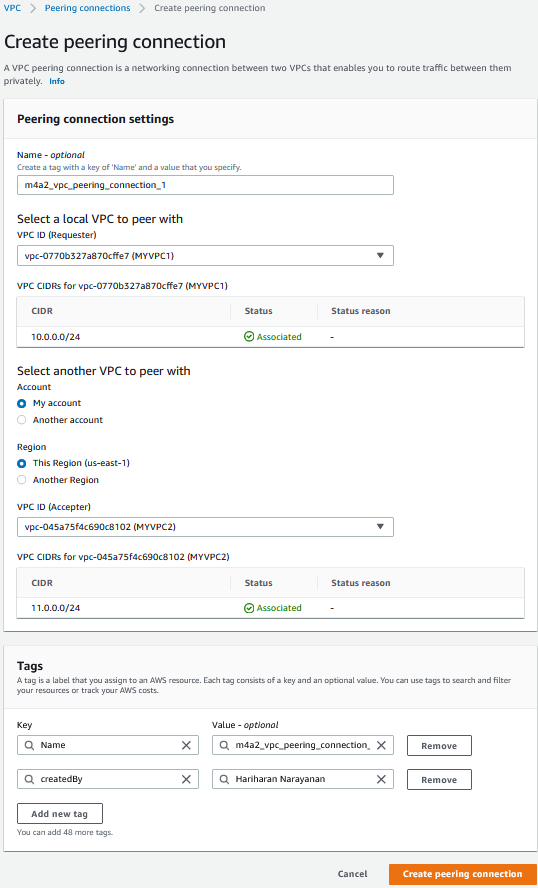 VPC > Peering connections > Create peering connection
Create peering connection
A VPC peering connection is a networking connection between two VPCs that enables you to route traffic between them
privately. Info
Peering connection settings
Name - optional
Create a tag with a key of 'Name' and a value that you specify.
m4a2_vpc_peering_connection_1
Select a local VPC to peer with
VPC ID (Requester)
vpc-0770b327a870cffe7 (MYVPC1)
VPC CIDRs for vpc-0770b327a870cffe7 (MYVPC1)
CIDR Status Status reason
10.0.0.0/24 Associated -
Select another VPC to peer with
Account
My account
Another account
Region
This Region (us-east-1)
Another Region
VPC ID (Accepter)
vpc-045a75f4c690c8102 (MYVPC2)
VPC CIDRs for vpc-045a75f4c690c8102 (MYVPC2)
CIDR Status Status reason
11.0.0.0/24 Associated -
Tags
A tag is a label that you assign to an AWS resource. Each tag consists of a key and an optional value. You can use tags to search and filter
your resources or track your AWS costs.
Key Value - optional
Name m4a2_vpc_peering_connection_ Remove
createdBy Hariharan Narayanan Remove
Add new tag
You can add 48 more tags.
Cancel Create peering connection